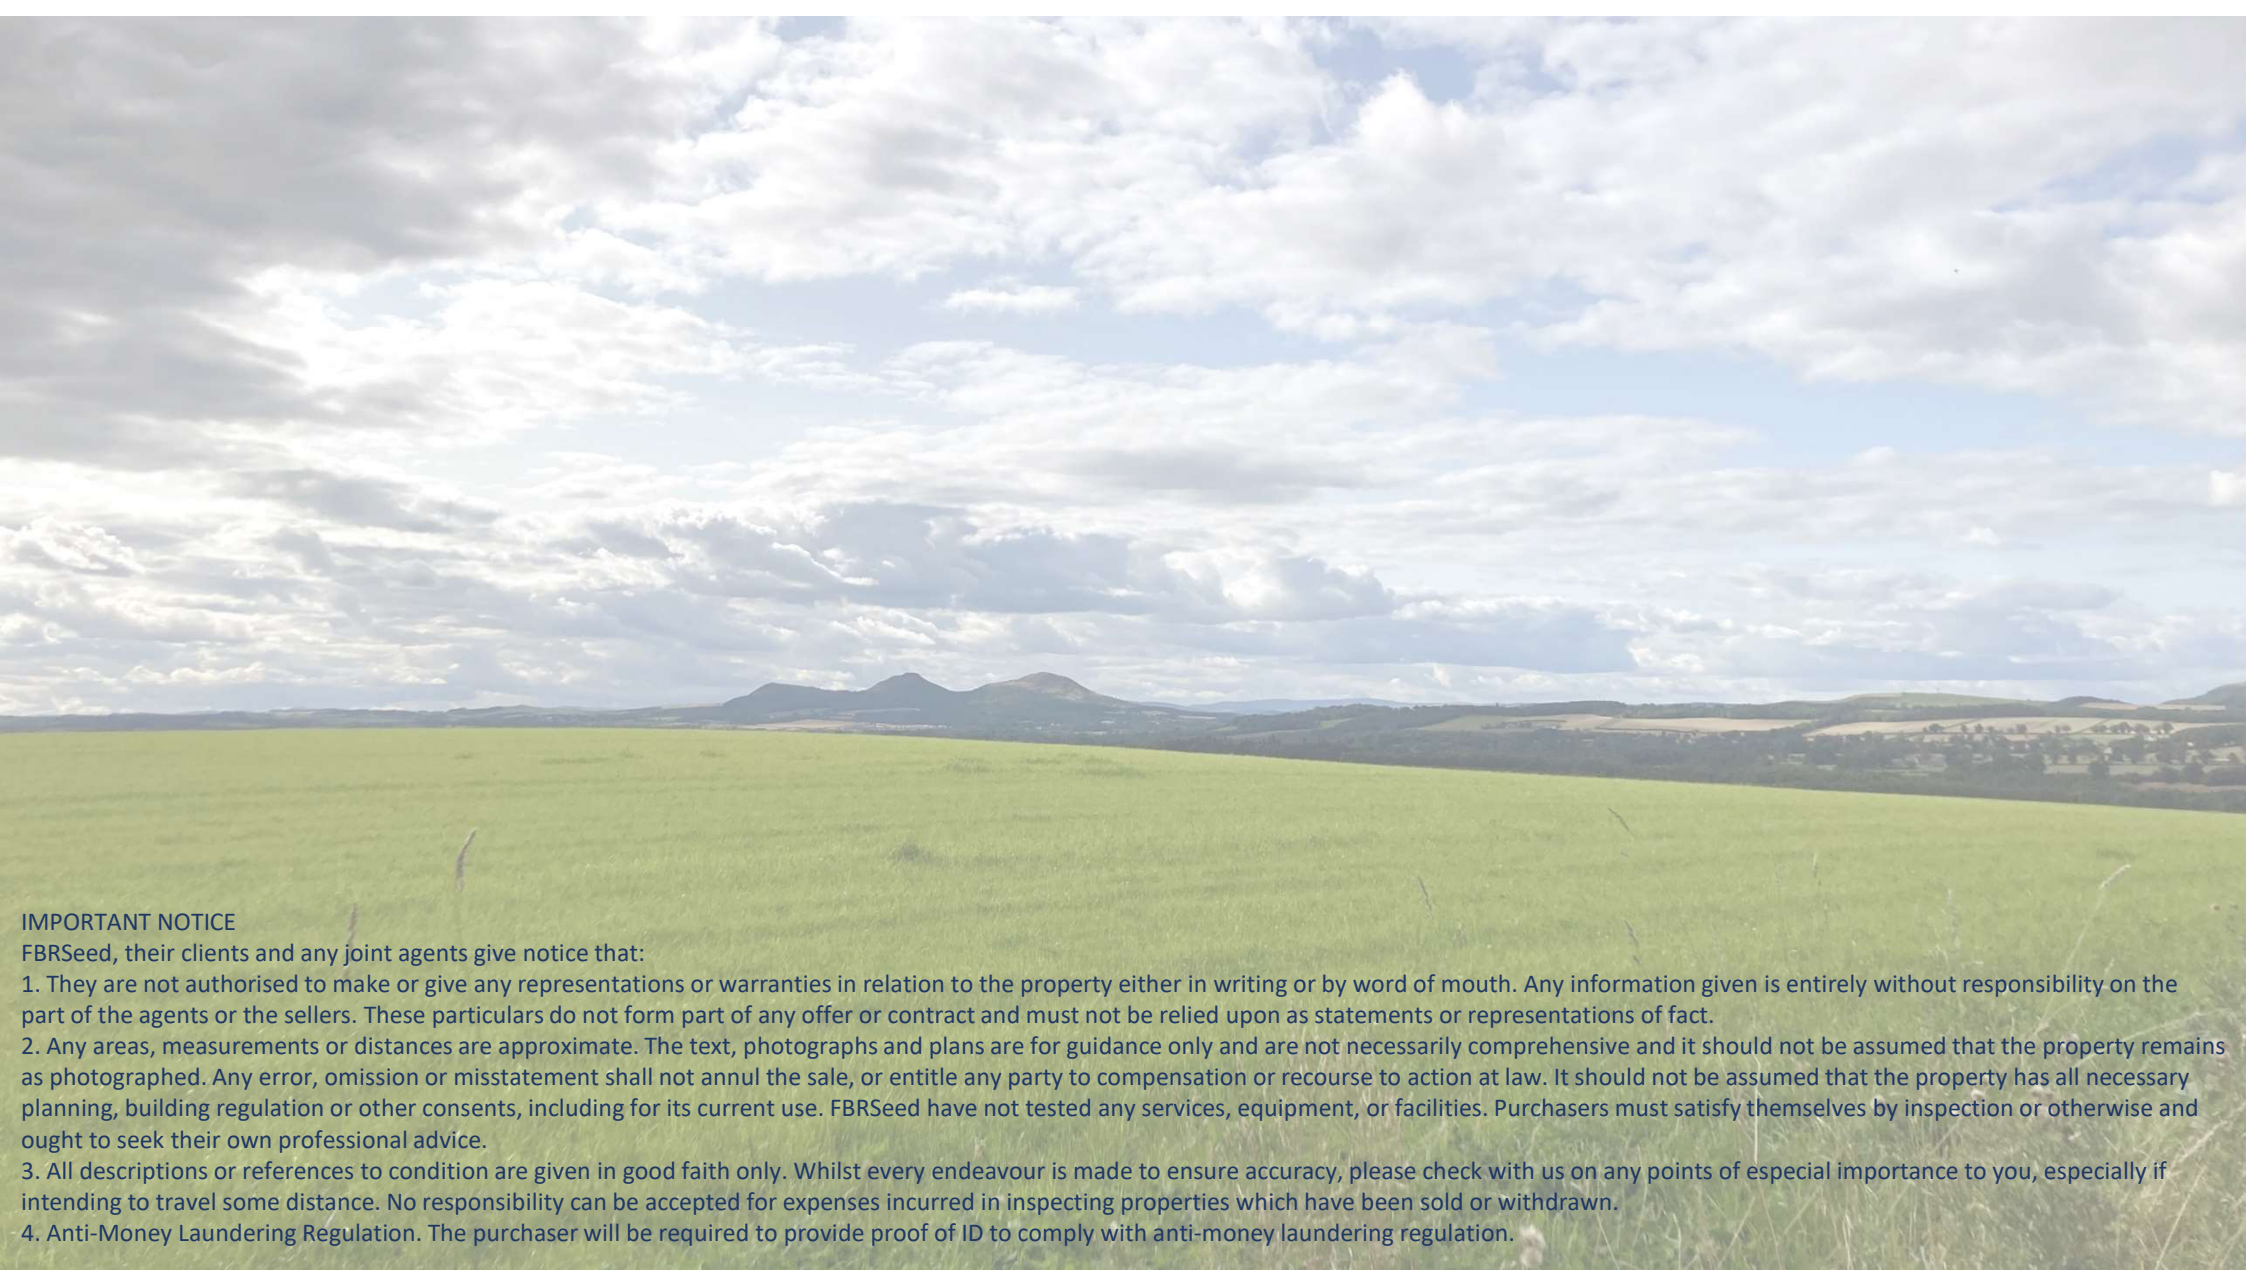 IMPORTANT NOTICE
FBRSeed, their clients and any joint agents give notice that:
1. They are not authorised to make or give any representations or warranties in relation to the property either in writing or by word of mouth. Any information given is entirely without responsibility on the
part of the agents or the sellers. These particulars do not form part of any offer or contract and must not be relied upon as statements or representations of fact.
2. Any areas, measurements or distances are approximate. The text, photographs and plans are for guidance only and are not necessarily comprehensive and it should not be assumed that the property remains
as photographed. Any error, omission or misstatement shall not annul the sale, or entitle any party to compensation or recourse to action at law. It should not be assumed that the property has all necessary
planning, building regulation or other consents, including for its current use. FBRSeed have not tested any services, equipment, or facilities. Purchasers must satisfy themselves by inspection or otherwise and
ought to seek their own professional advice.
3. All descriptions or references to condition are given in good faith only. Whilst every endeavour is made to ensure accuracy, please check with us on any points of especial importance to you, especially if
intending to travel some distance. No responsibility can be accepted for expenses incurred in inspecting properties which have been sold or withdrawn.
4. Anti-Money Laundering Regulation. The purchaser will be required to provide proof of ID to comply with anti-money laundering regulation.